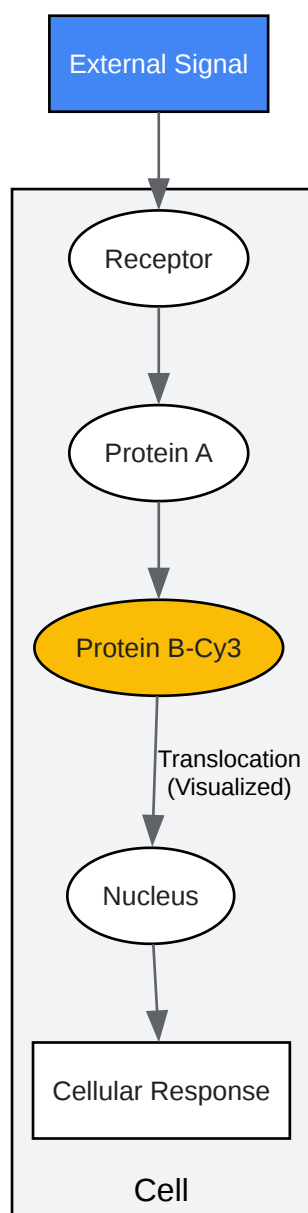 External Signal
Receptor
Protein A
Protein B-Cy3
Translocation
(Visualized)
Nucleus
Cellular Response
Cell